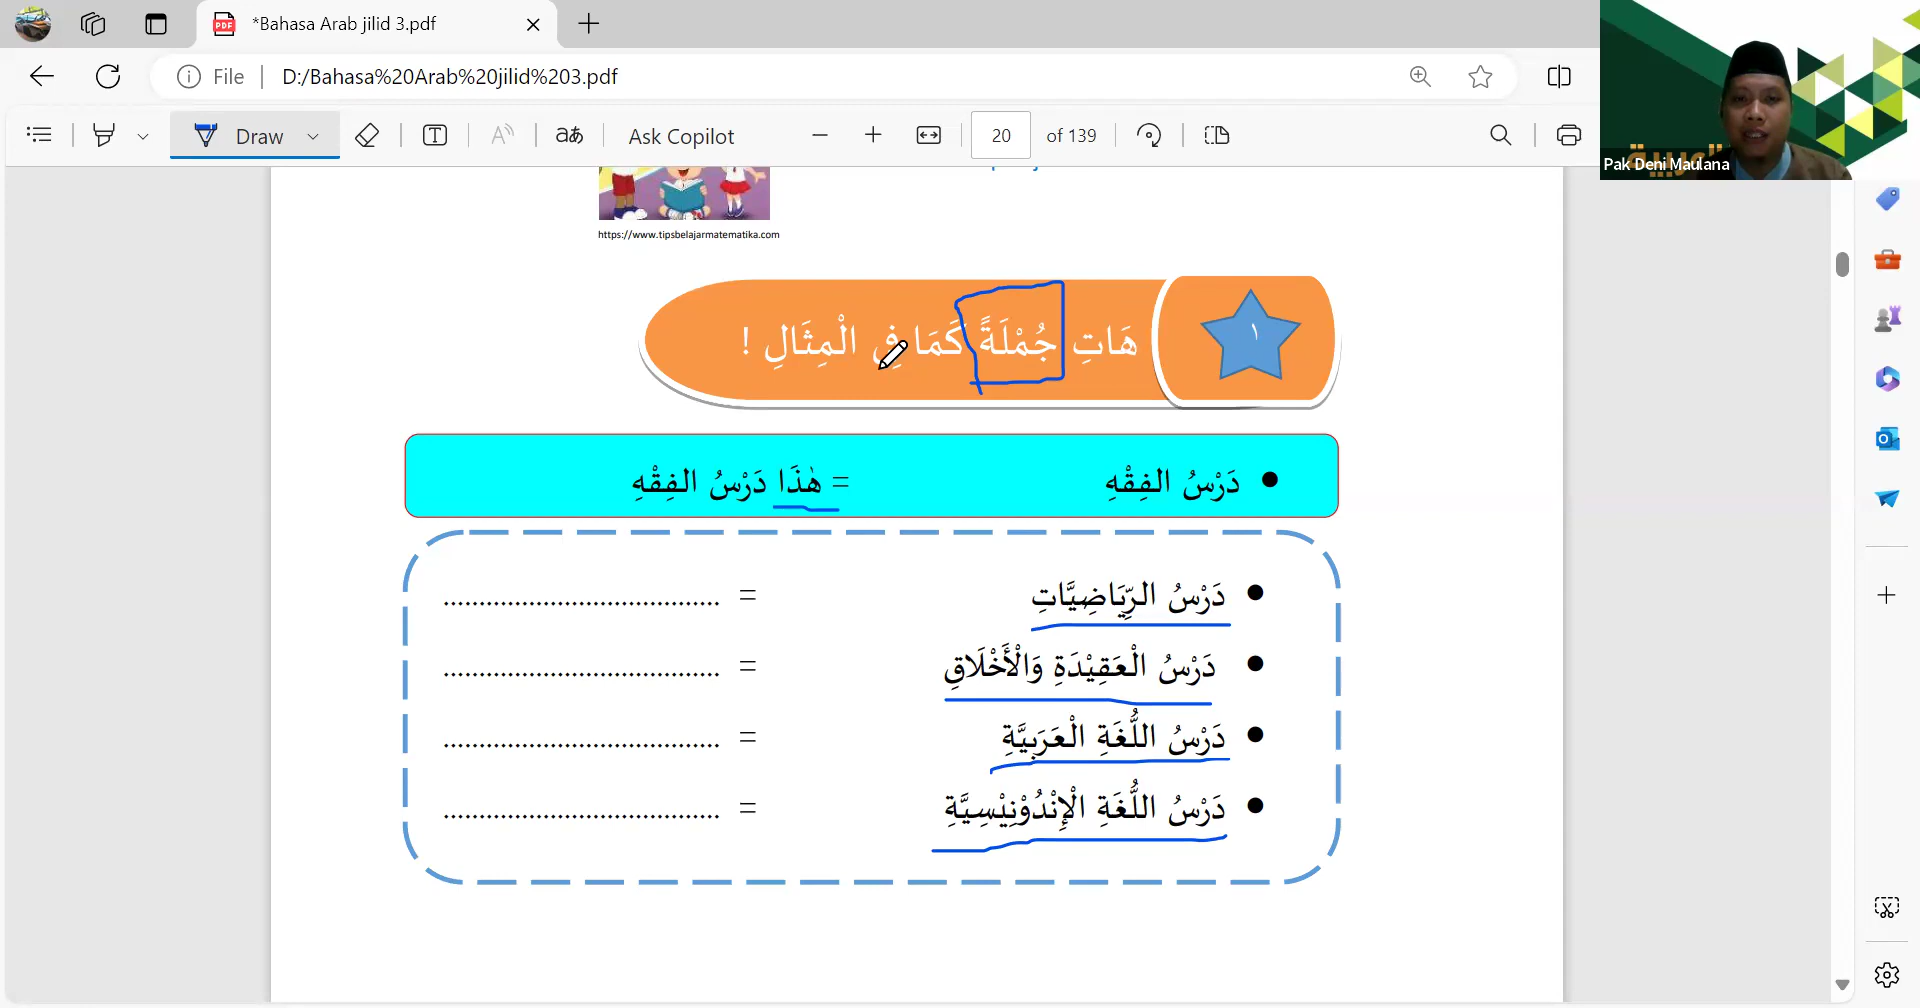 *Bahasa Arab jilid 3.pdf
File
D:/Bahasa%20Arab%20jilid%203.pdf
Draw
Ask Copilot
20 of 139
Pak Deni Maulana
https://www.tipsbelajarmatematika.com
١
هَاتِ جُمْلَةً كَمَا فِي الْمِثَالِ !
• دَرْسُ الفِقْهِ = هٰذَا دَرْسُ الفِقْهِ
• دَرْسُ الرِّيَاضِيَّاتِ = ......................................
• دَرْسُ الْعَقِيْدَةِ وَالْأَخْلَاقِ = ......................................
• دَرْسُ اللُّغَةِ الْعَرَبِيَّةِ = ......................................
• دَرْسُ اللُّغَةِ الْإِنْدُوْنِيْسِيَّةِ = ......................................